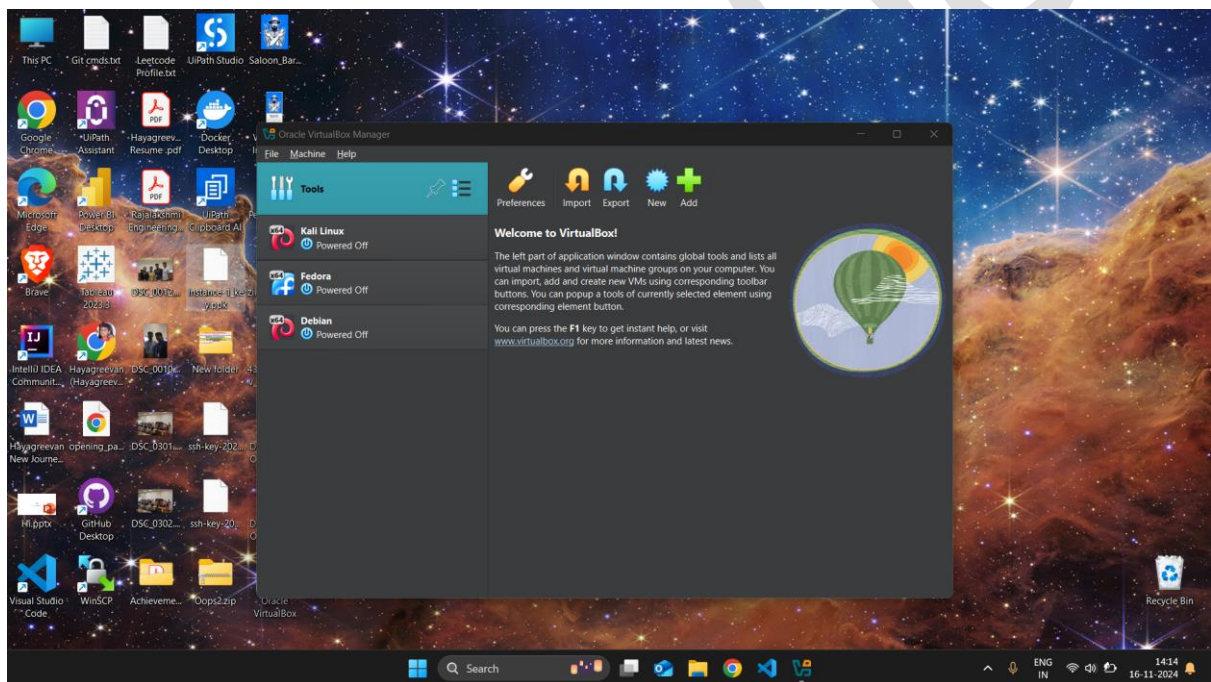 This PC
Git cmds.txt
Leetcode
Profile.txt
UiPath Studio
Saloon_Bar...
Google
Chrome
UiPath
Assistant
Hayagreev...
Resume .pdf
Docker
Desktop
Microsoft
Edge
Power BI
Desktop
Rajalakshmi
Engineering...
UiPath
Clipboard AI
Brave
Tableau
2023.3
DSC_0012...
IntelliJ IDEA
Communit...
Hayagreevan
(Hayagreev...
DSC_0010...
New folder
Hayagreevan
New Journe...
opening_pa...
DSC_0301...
ssh-key-202...
HI.pptx
GitHub
Desktop
DSC_0302...
ssh-key-20...
Visual Studio
Code
WinSCP
Achieveme...
Oops2.zip
Oracle
VirtualBox
Oracle VirtualBox Manager
File Machine Help
Tools
Kali Linux
Powered Off
Fedora
Powered Off
Debian
Powered Off
Preferences Import Export New Add
Welcome to VirtualBox!
The left part of application window contains global tools and lists all
virtual machines and virtual machine groups on your computer. You
can import, add and create new VMs using corresponding toolbar
buttons. You can popup a tools of currently selected element using
corresponding element button.
You can press the F1 key to get instant help, or visit
www.virtualbox.org for more information and latest news.
Recycle Bin
Search
ENG
IN
14:14
16-11-2024